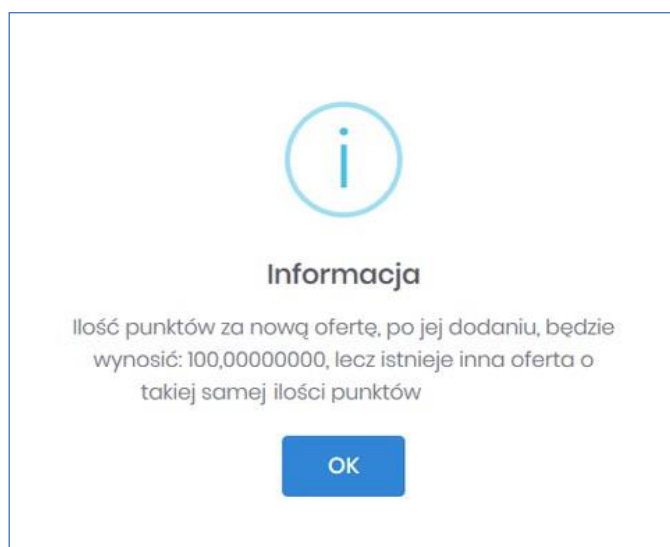 Informacja
Ilość punktów za nową ofertę, po jej dodaniu, będzie
wynosić: 100,00000000, lecz istnieje inna oferta o
takiej samej ilości punktów
OK